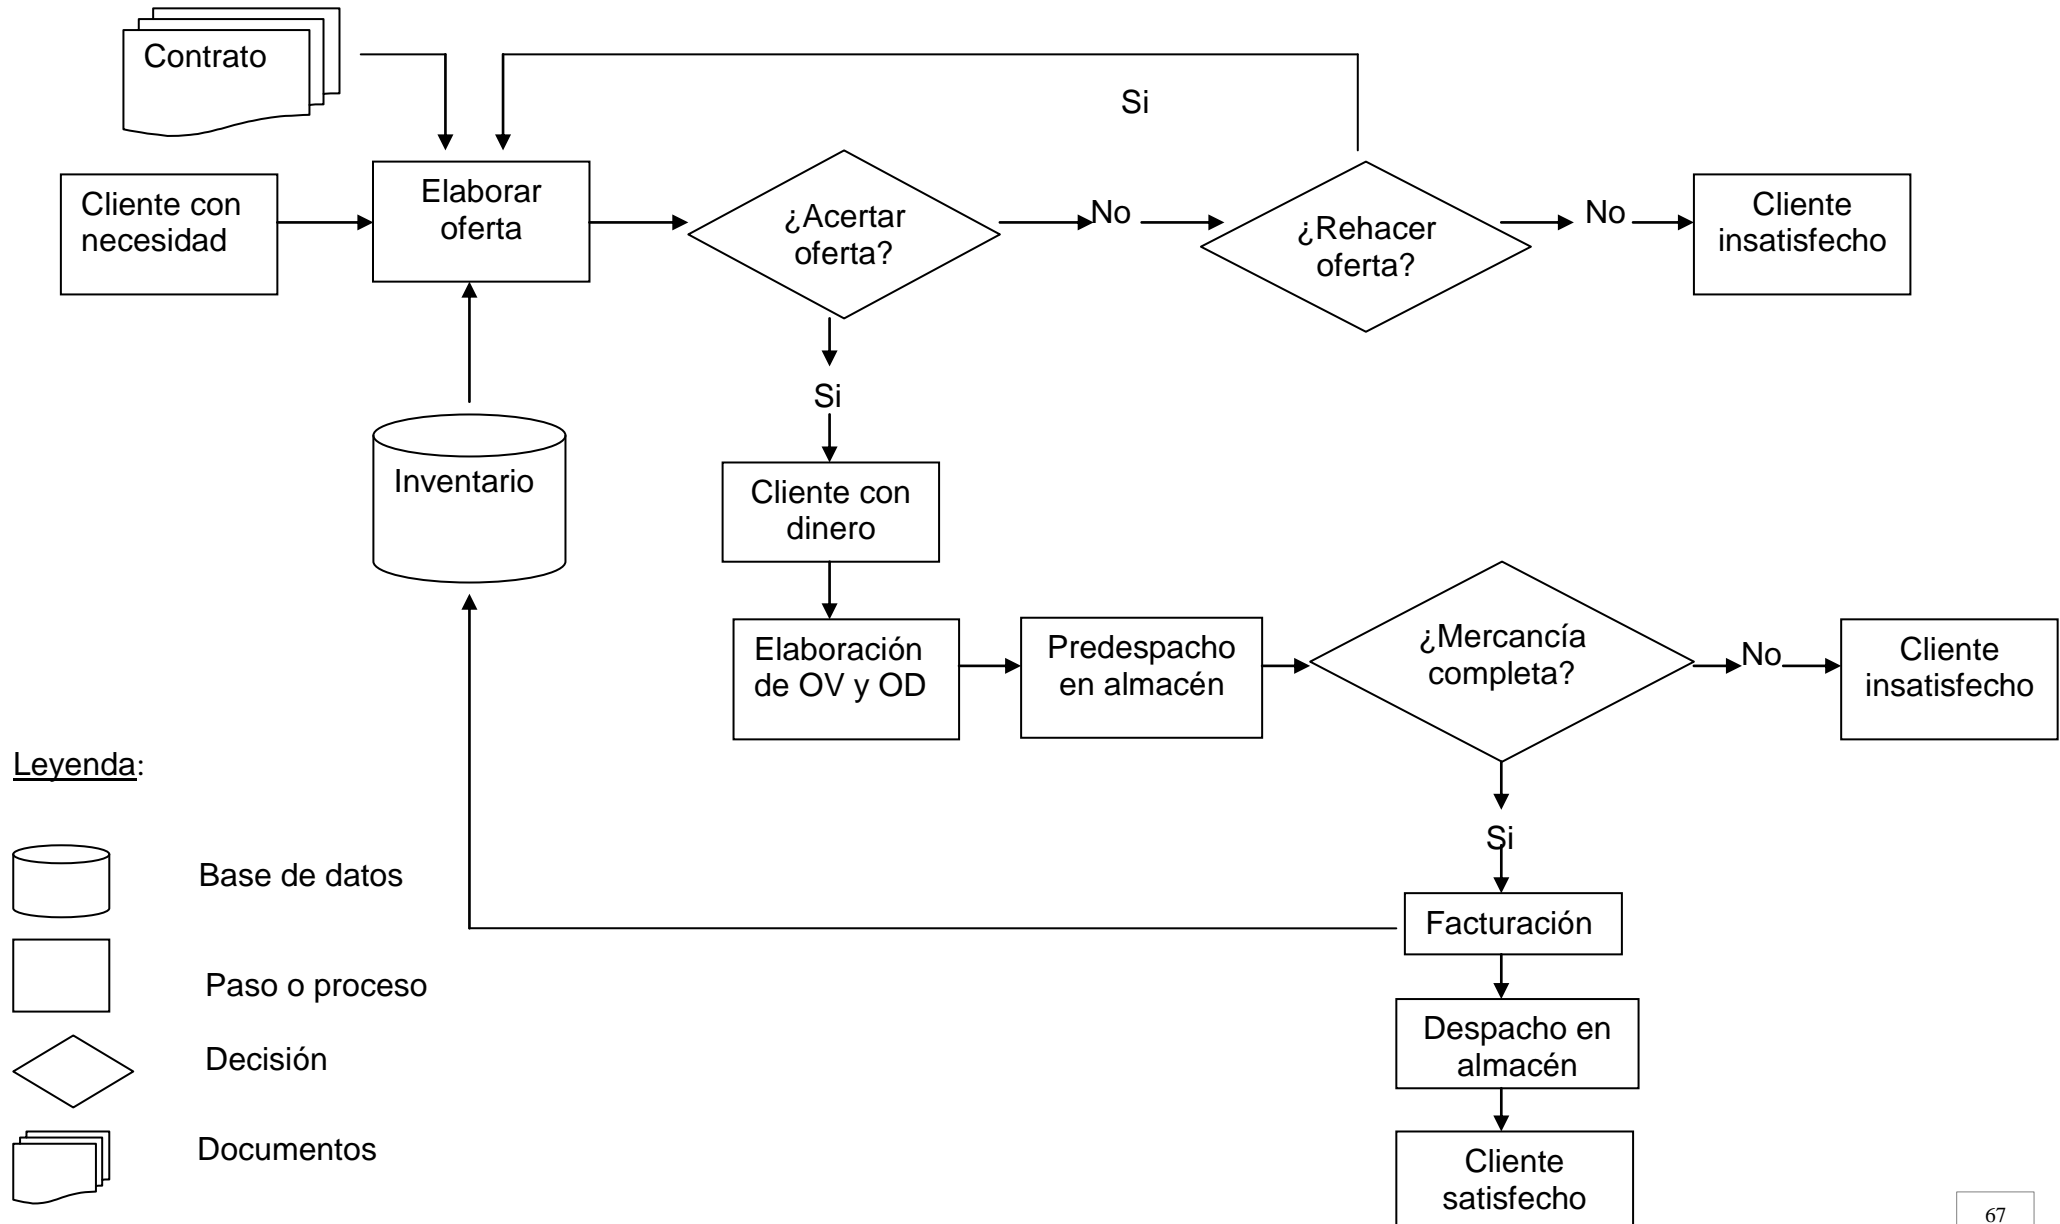 Contrato
Si
Cliente con
necesidad
Elaborar
oferta
¿Acertar
oferta?
No
¿Rehacer
oferta?
No
Cliente
insatisfecho
Si
Inventario
Cliente con
dinero
Elaboración
de OV y OD
Predespacho
en almacén
¿Mercancía
completa?
No
Cliente
insatisfecho
Si
Facturación
Despacho en
almacén
Cliente
satisfecho
Leyenda:
Base de datos
Paso o proceso
Decisión
Documentos
67